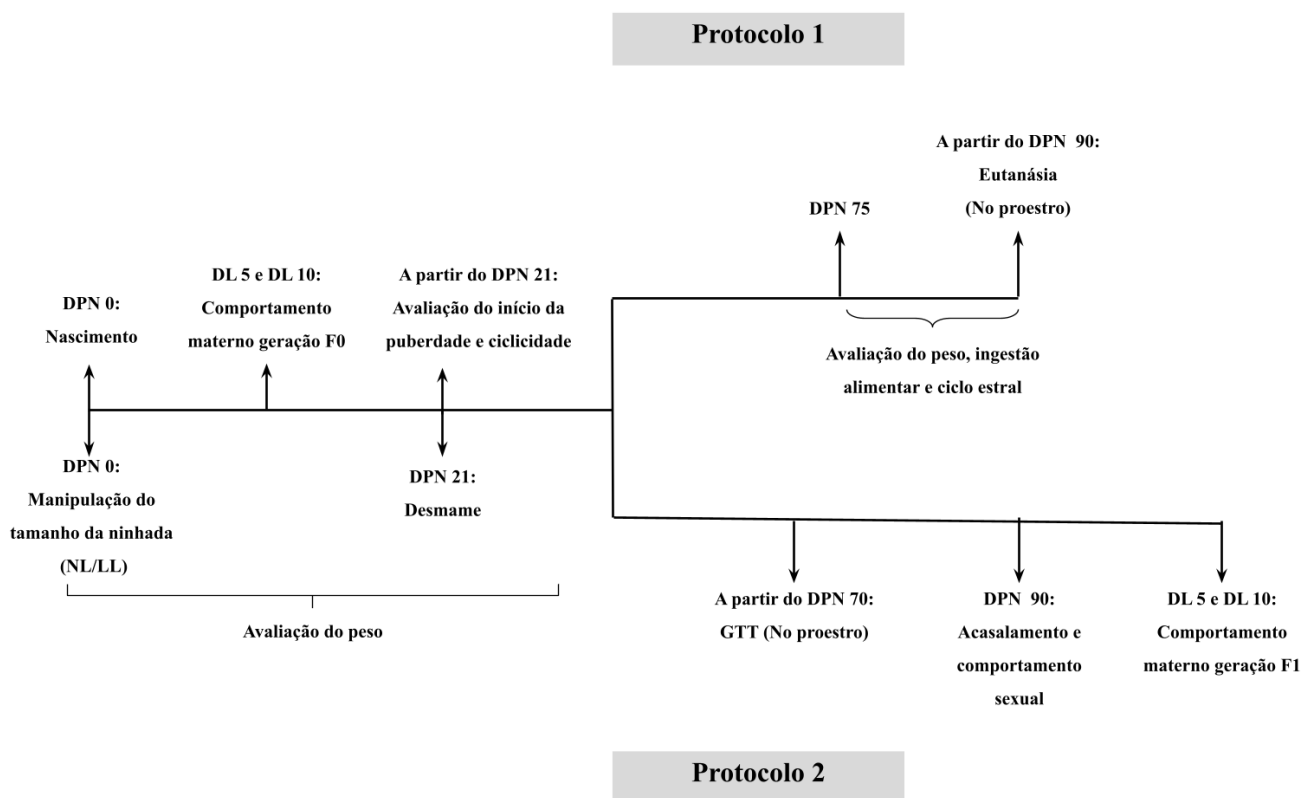 Protocolo 1
A partir do DPN 90:
Eutanásia
(No proestro)
DPN 75
DPN 0:
Nascimento
DL 5 e DL 10:
Comportamento
materno geração F0
A partir do DPN 21:
Avaliação do início da
puberdade e ciclicidade
Avaliação do peso, ingestão
alimentar e ciclo estral
DPN 0:
Manipulação do
tamanho da ninhada
(NL/LL)
DPN 21:
Desmame
Avaliação do peso
A partir do DPN 70:
GTT (No proestro)
DPN 90:
Acasalamento e
comportamento
sexual
DL 5 e DL 10:
Comportamento
materno geração F1
Protocolo 2